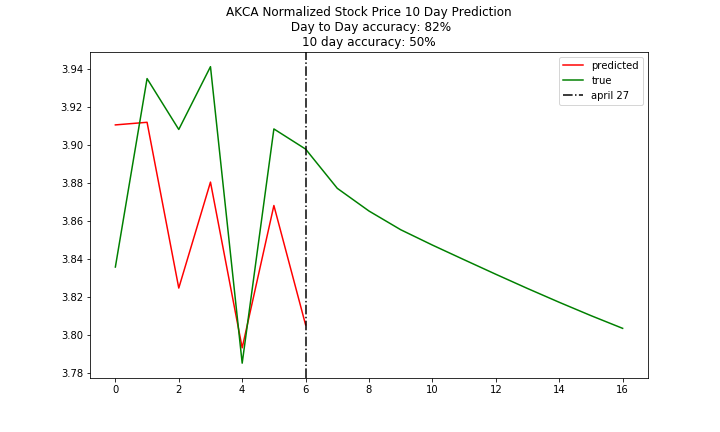 AKCA Normalized Stock Price 10 Day Prediction
Day to Day accuracy: 82%
10 day accuracy: 50%
predicted
true
april 27
3.94
3.92
3.90
3.88
3.86
3.84
3.82
3.80
3.78
0 2 4 6 8 10 12 14 16